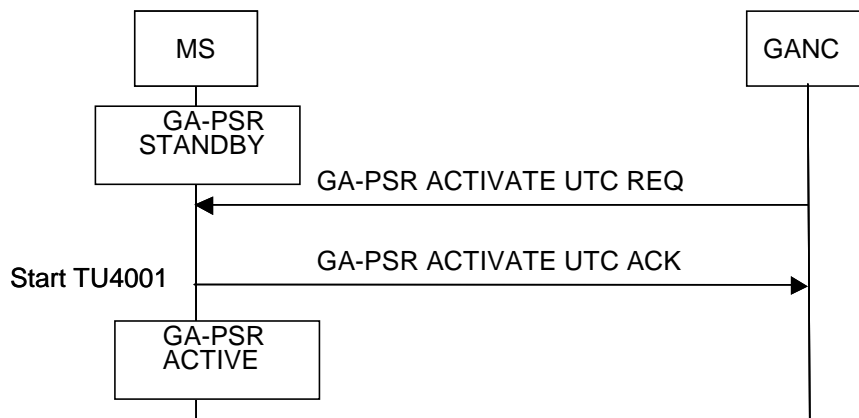 MS
GANC
GA-PSR
STANDBY
GA-PSR ACTIVATE UTC REQ
GA-PSR ACTIVATE UTC ACK
Start TU4001
GA-PSR
ACTIVE